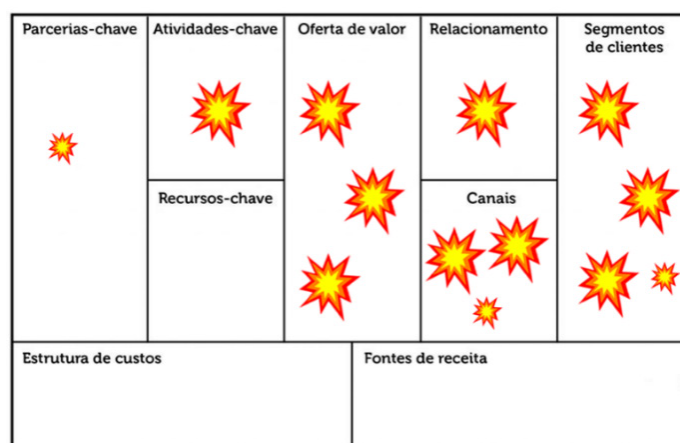 Parcerias-chave
Atividades-chave
Oferta de valor
Relacionamento
Segmentos
de clientes
Recursos-chave
Canais
Estrutura de custos
Fontes de receita